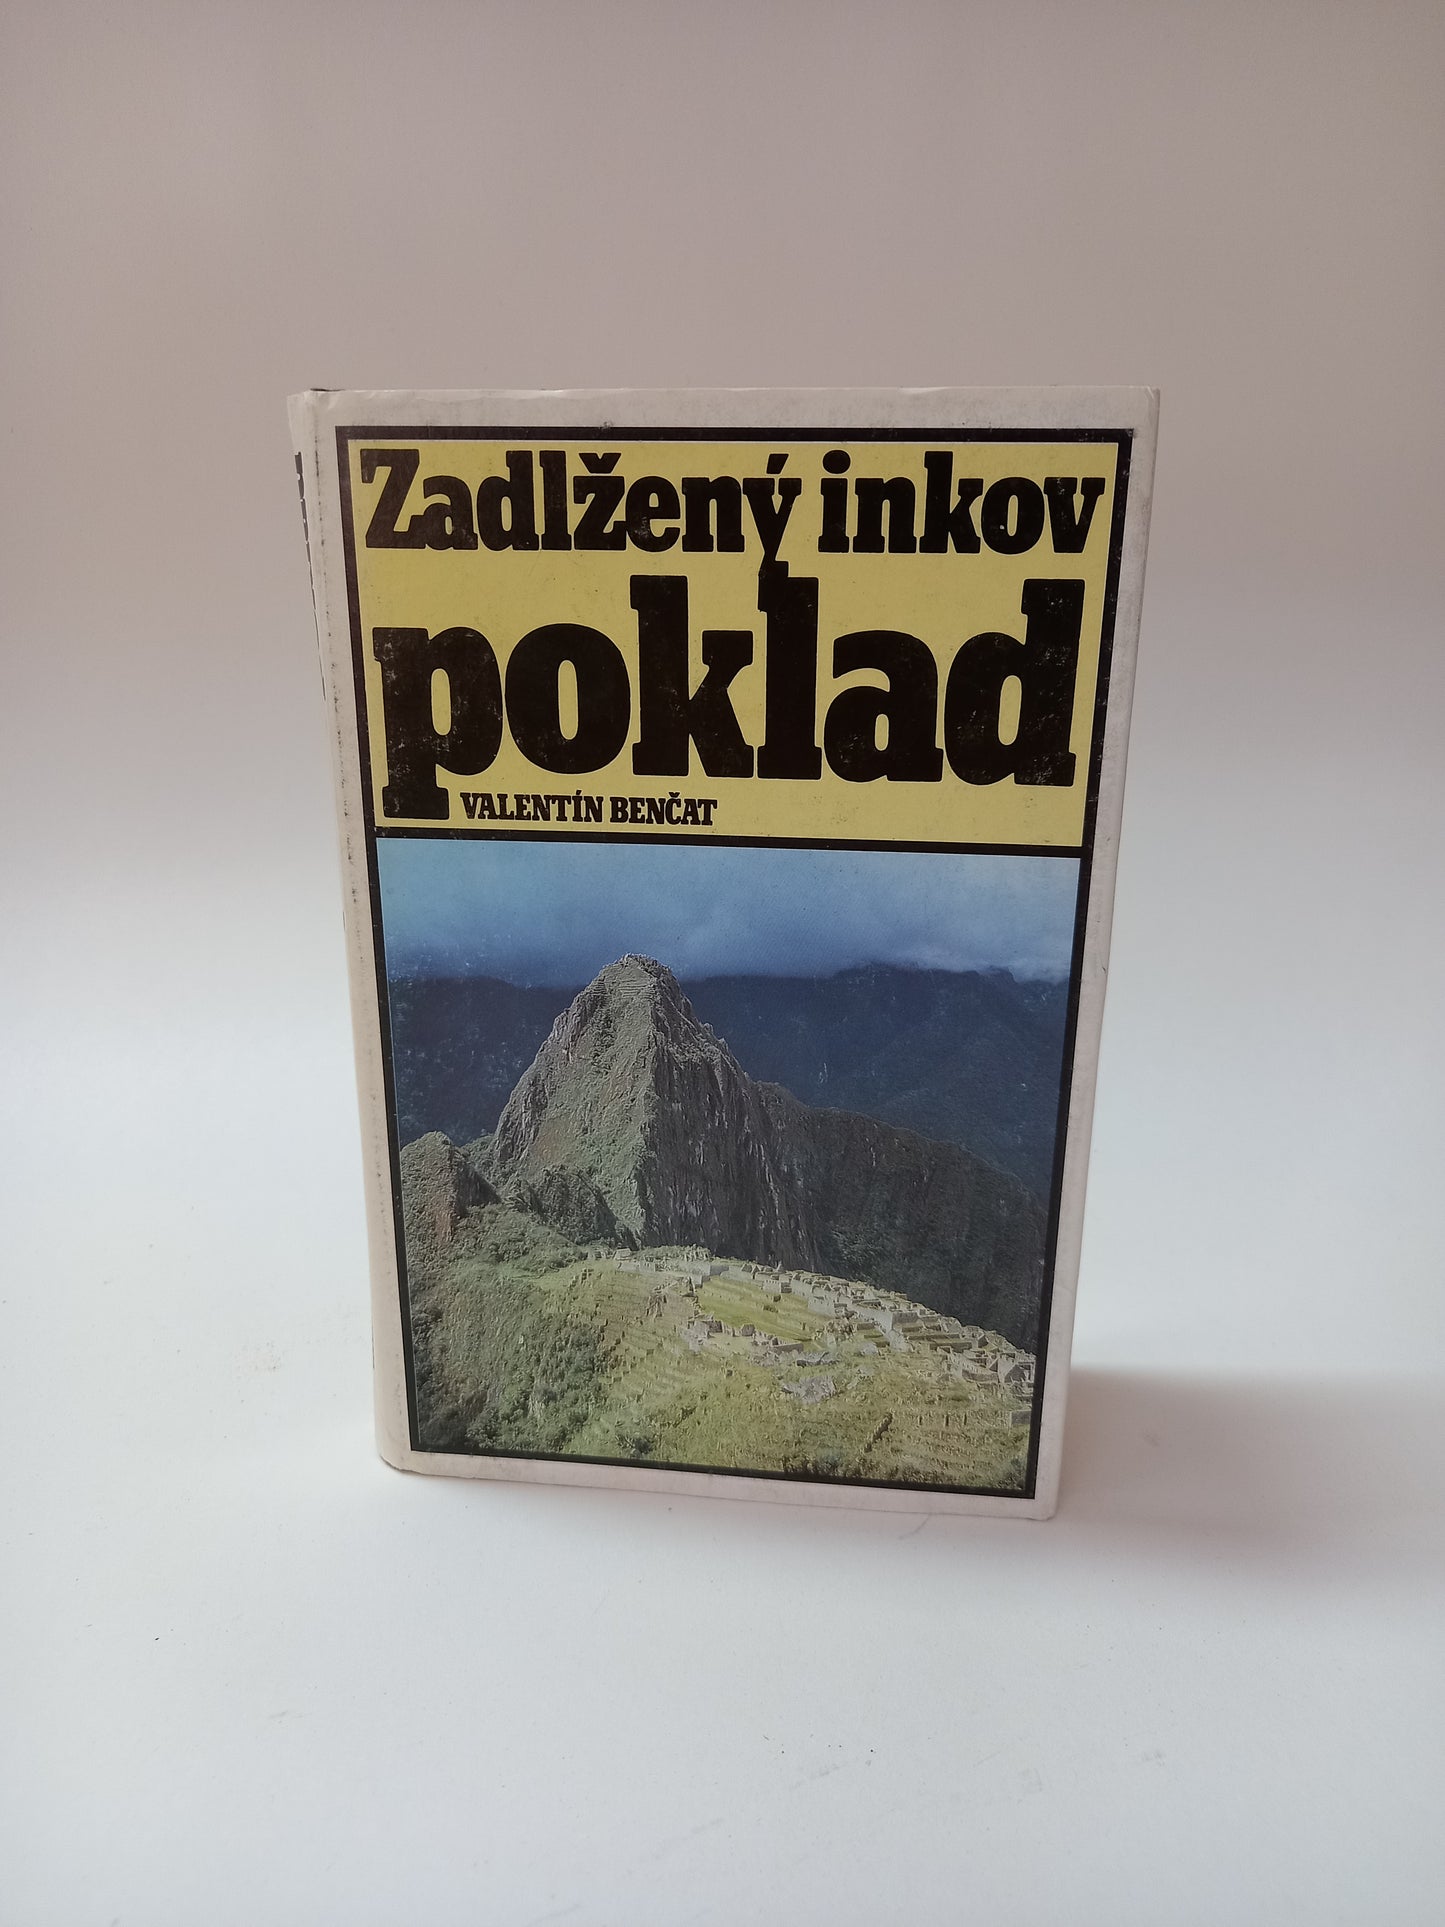 Zadlžený inkov
poklad
VALENTÍN BENČAT